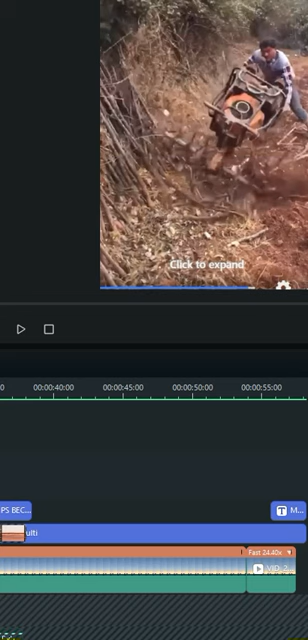 Click to expand
00:00:40:00
00:00:45:00
00:00:50:00
00:00:55:00
PS BEC...
M...
ulti
Fast 24.40x
VID_2...